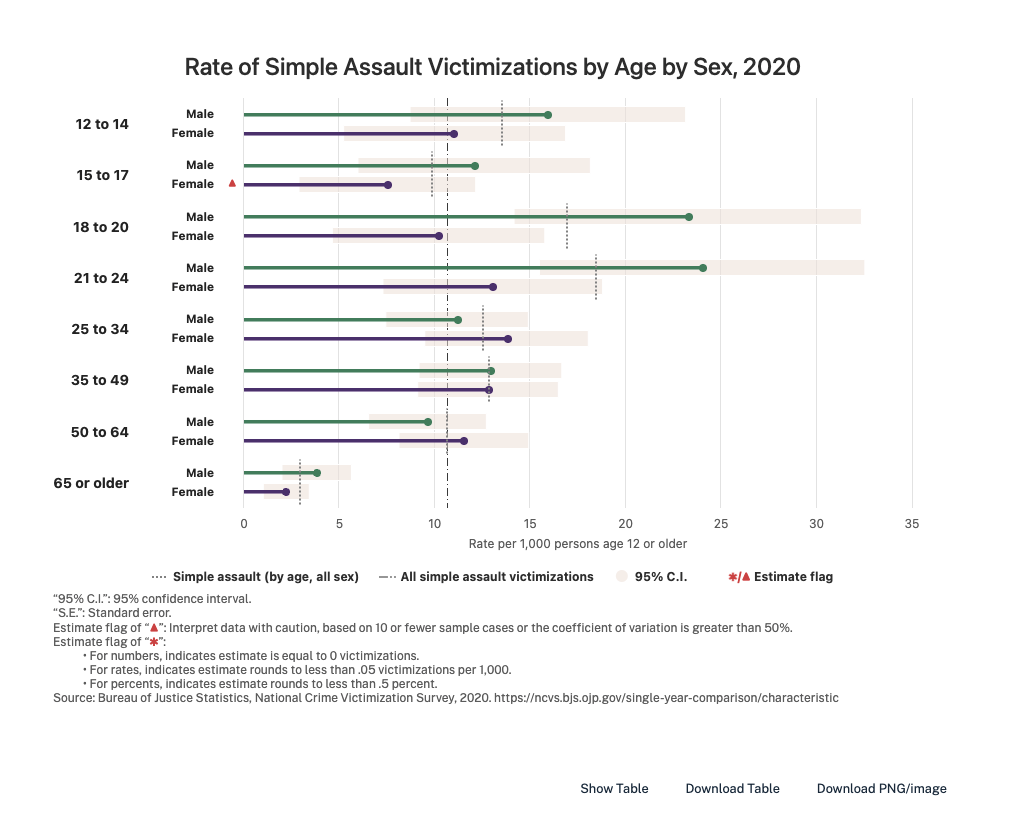 Rate of Simple Assault Victimizations by Age by Sex, 2020
12 to 14
Male
Female
15 to 17
Male
Female
18 to 20
Male
Female
21 to 24
Male
Female
25 to 34
Male
Female
35 to 49
Male
Female
50 to 64
Male
Female
65 or older
Male
Female
0 5 10 15 20 25 30 35
Rate per 1,000 persons age 12 or older
Simple assault (by age, all sex) All simple assault victimizations 95% C.I. ✱/▲ Estimate flag
“95% C.I.”: 95% confidence interval.
“S.E.”: Standard error.
Estimate flag of “▲”: Interpret data with caution, based on 10 or fewer sample cases or the coefficient of variation is greater than 50%.
Estimate flag of “✱”:
• For numbers, indicates estimate is equal to 0 victimizations.
• For rates, indicates estimate rounds to less than .05 victimizations per 1,000.
• For percents, indicates estimate rounds to less than .5 percent.
Source: Bureau of Justice Statistics, National Crime Victimization Survey, 2020. https://ncvs.bjs.ojp.gov/single-year-comparison/characteristic
Show Table Download Table Download PNG/image